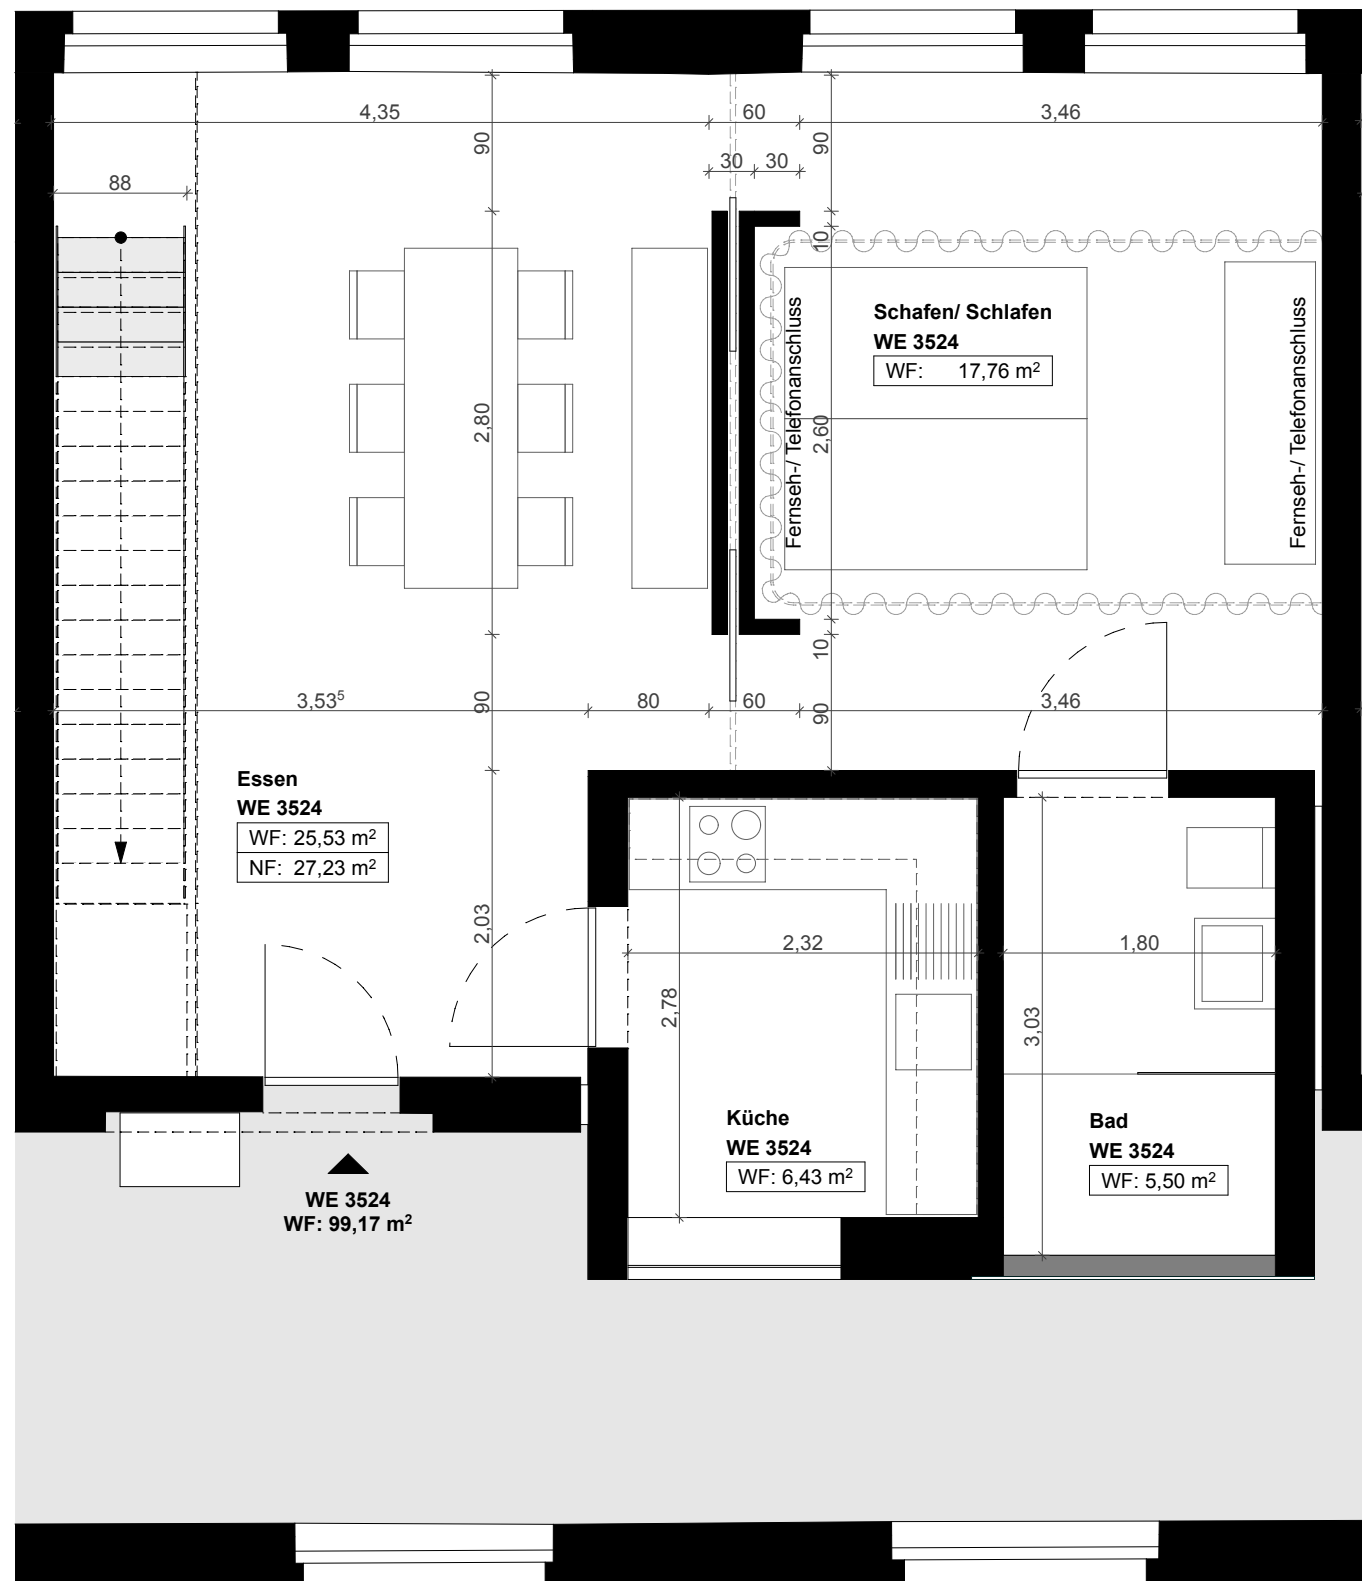 4,35
60
3,46
90
90
30
30
88
10
Schafen/ Schlafen
WE 3524
WF: 17,76 m²
Fernseh-/ Telefonanschluss
Fernseh-/ Telefonanschluss
2,80
2,60
10
3,53⁵
90
80
60
90
3,46
Essen
WE 3524
WF: 25,53 m²
NF: 27,23 m²
2,03
2,32
1,80
2,78
3,03
Küche
WE 3524
WF: 6,43 m²
Bad
WE 3524
WF: 5,50 m²
WE 3524
WF: 99,17 m²